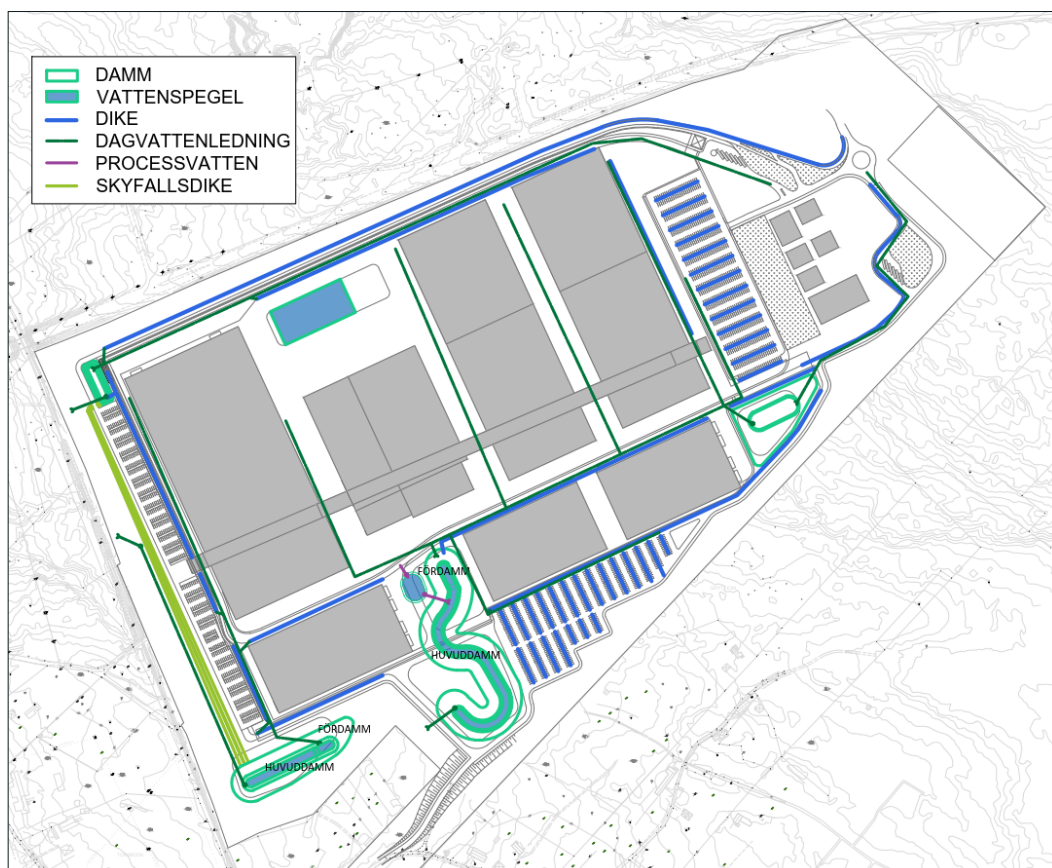 DAMM
VATTENSPEGEL
DIKE
DAGVATTENLEDNING
PROCESSVATTEN
SKYFALLSDIKE
FÖRDAMM
HUVUDDAMM
FÖRDAMM
HUVUDDAMM